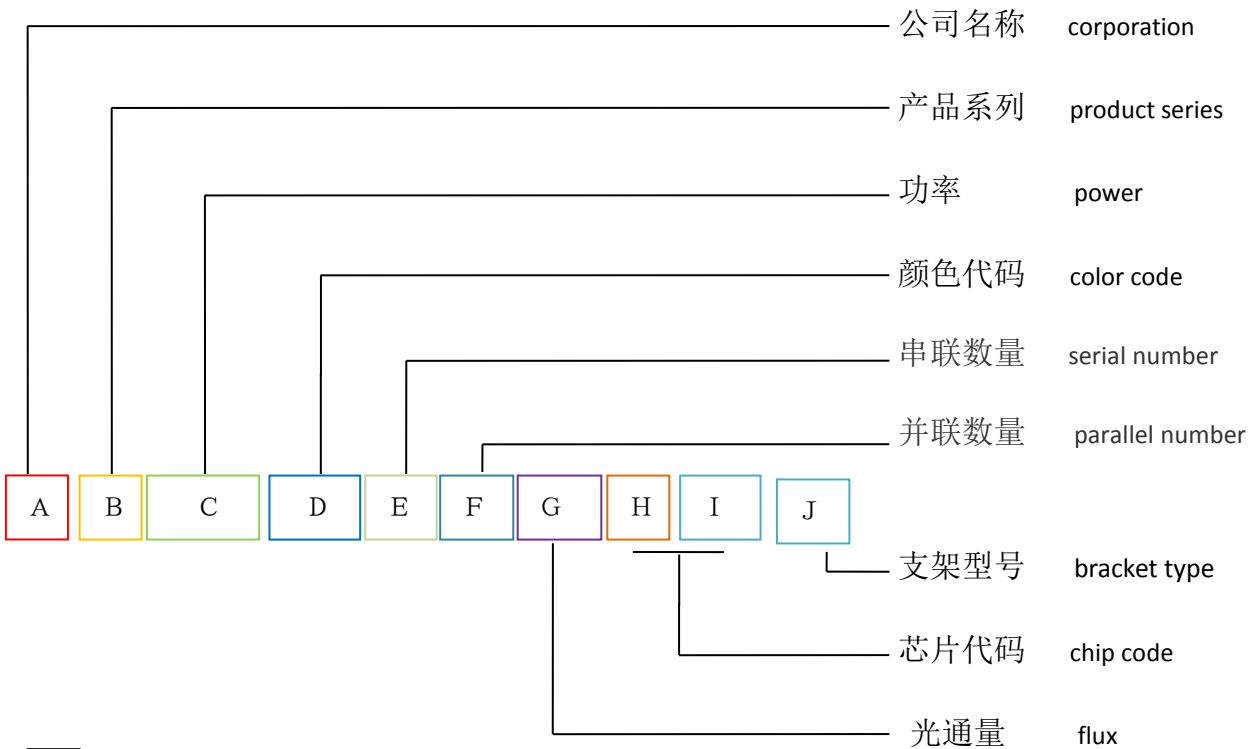 公司名称 corporation
产品系列 product series
功率 power
颜色代码 color code
串联数量 serial number
并联数量 parallel number
A B C D E F G H I J
支架型号 bracket type
芯片代码 chip code
光通量 flux